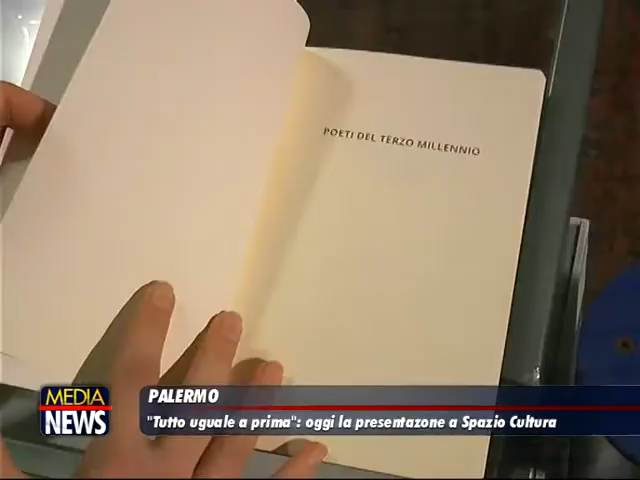 POETI DEL TERZO MILLENNIO
MEDIA
NEWS
PALERMO
"Tutto uguale a prima": oggi la presentazone a Spazio Cultura